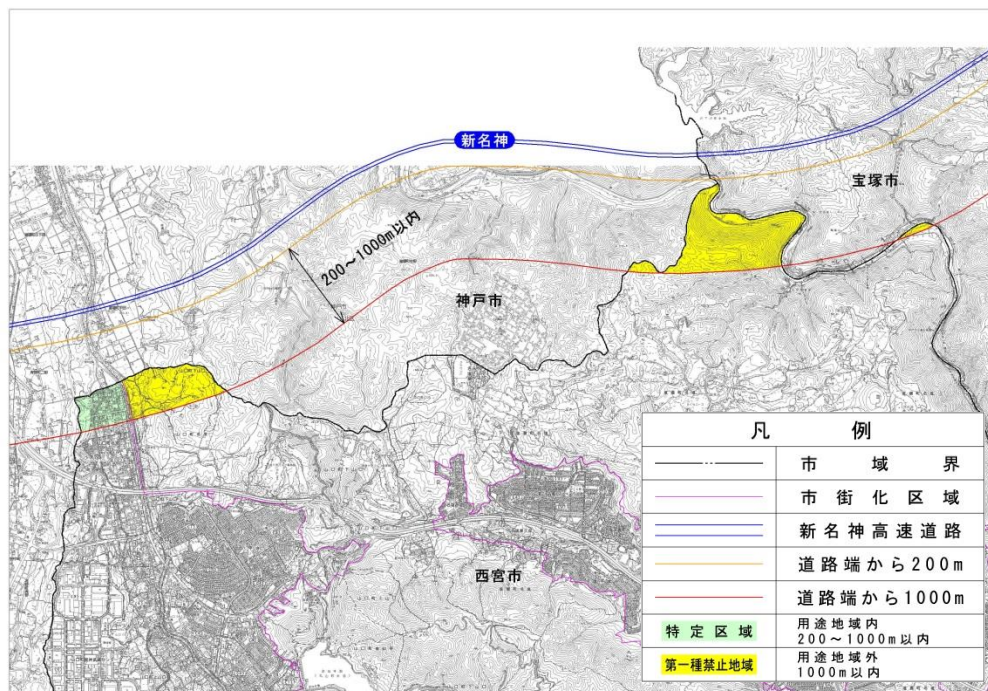 新名神
宝塚市
200~1000m以内
神戸市
西宮市
凡 例
市域界
市街化区域
新名神高速道路
道路端から200m
道路端から1000m
特定区域
用途地域内
200~1000m以内
第一種禁止地域
用途地域外
1000m以内